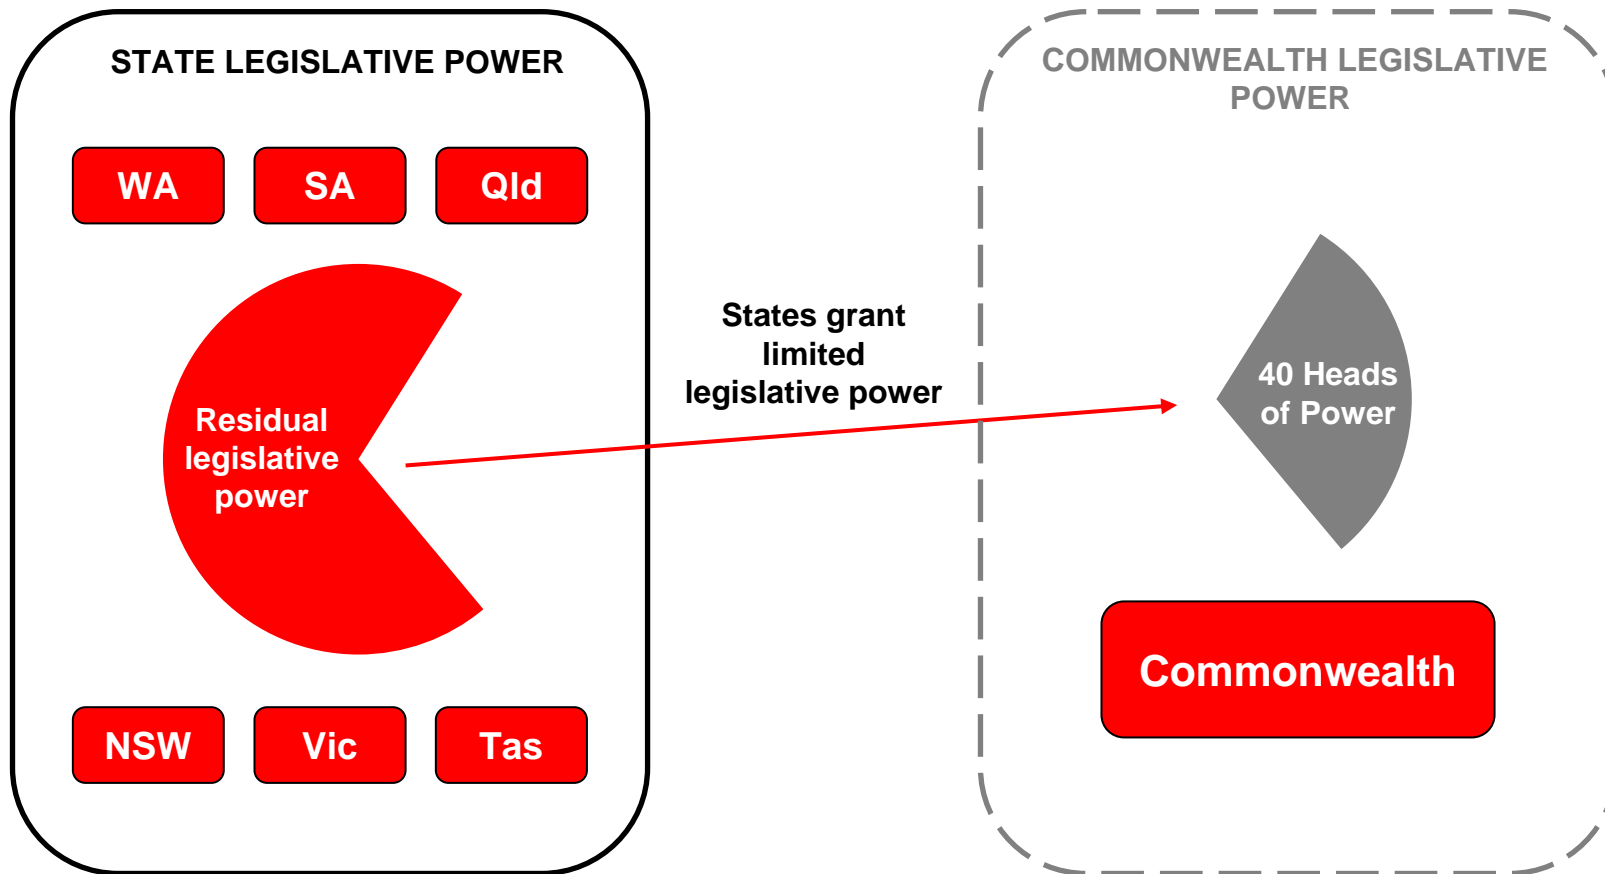 STATE LEGISLATIVE POWER
COMMONWEALTH LEGISLATIVE
POWER
WA
SA
Qld
States grant
limited
legislative power
Residual
legislative
power
40 Heads
of Power
Commonwealth
NSW
Vic
Tas